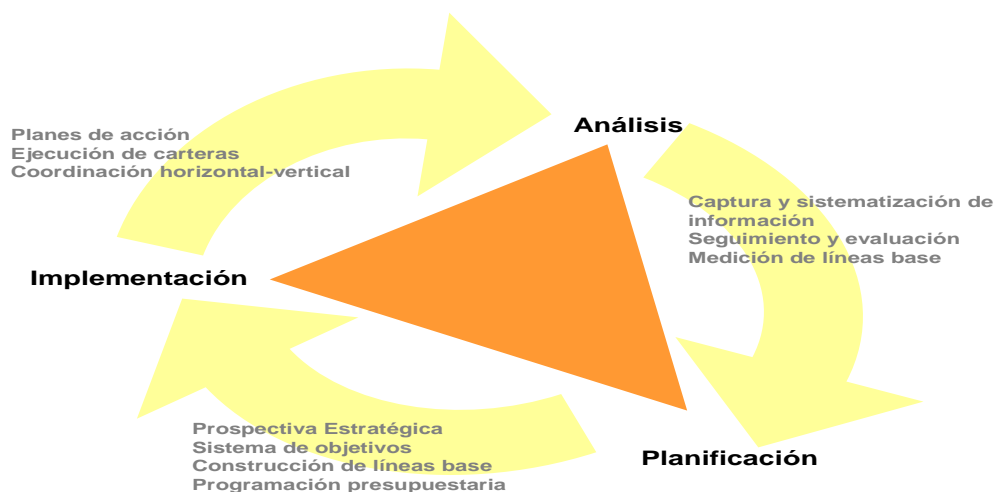 Análisis
Planes de acción
Ejecución de carteras
Coordinación horizontal-vertical
Captura y sistematización de
información
Seguimiento y evaluación
Medición de líneas base
Implementación
Prospectiva Estratégica
Sistema de objetivos
Construcción de líneas base
Programación presupuestaria
Planificación